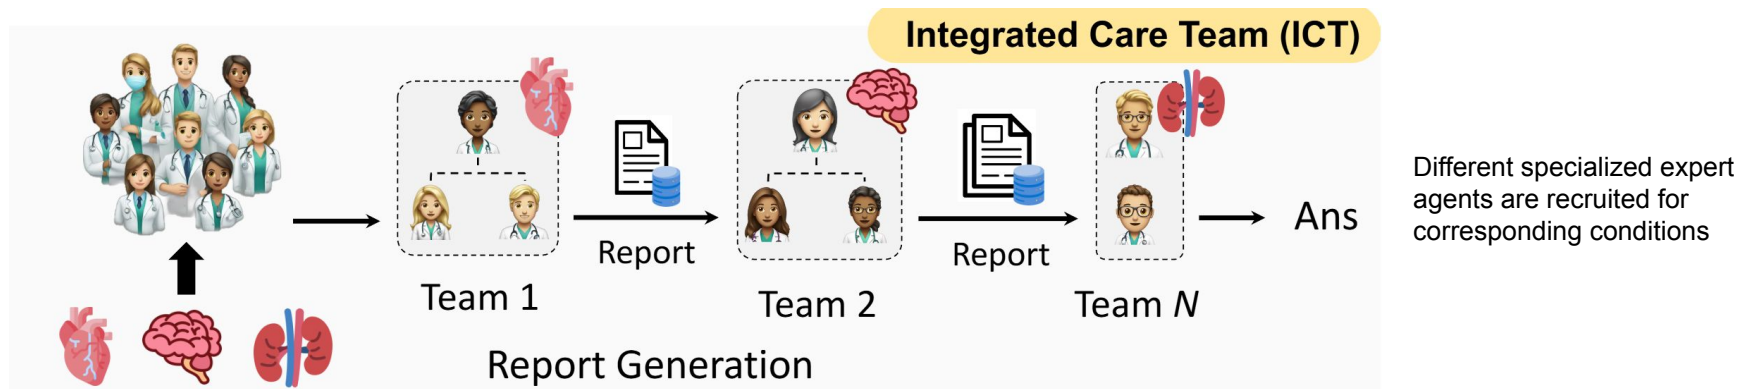 Integrated Care Team (ICT)
Report
Report
Ans
Team 1
Team 2
Team N
Report Generation
Different specialized expert
agents are recruited for
corresponding conditions